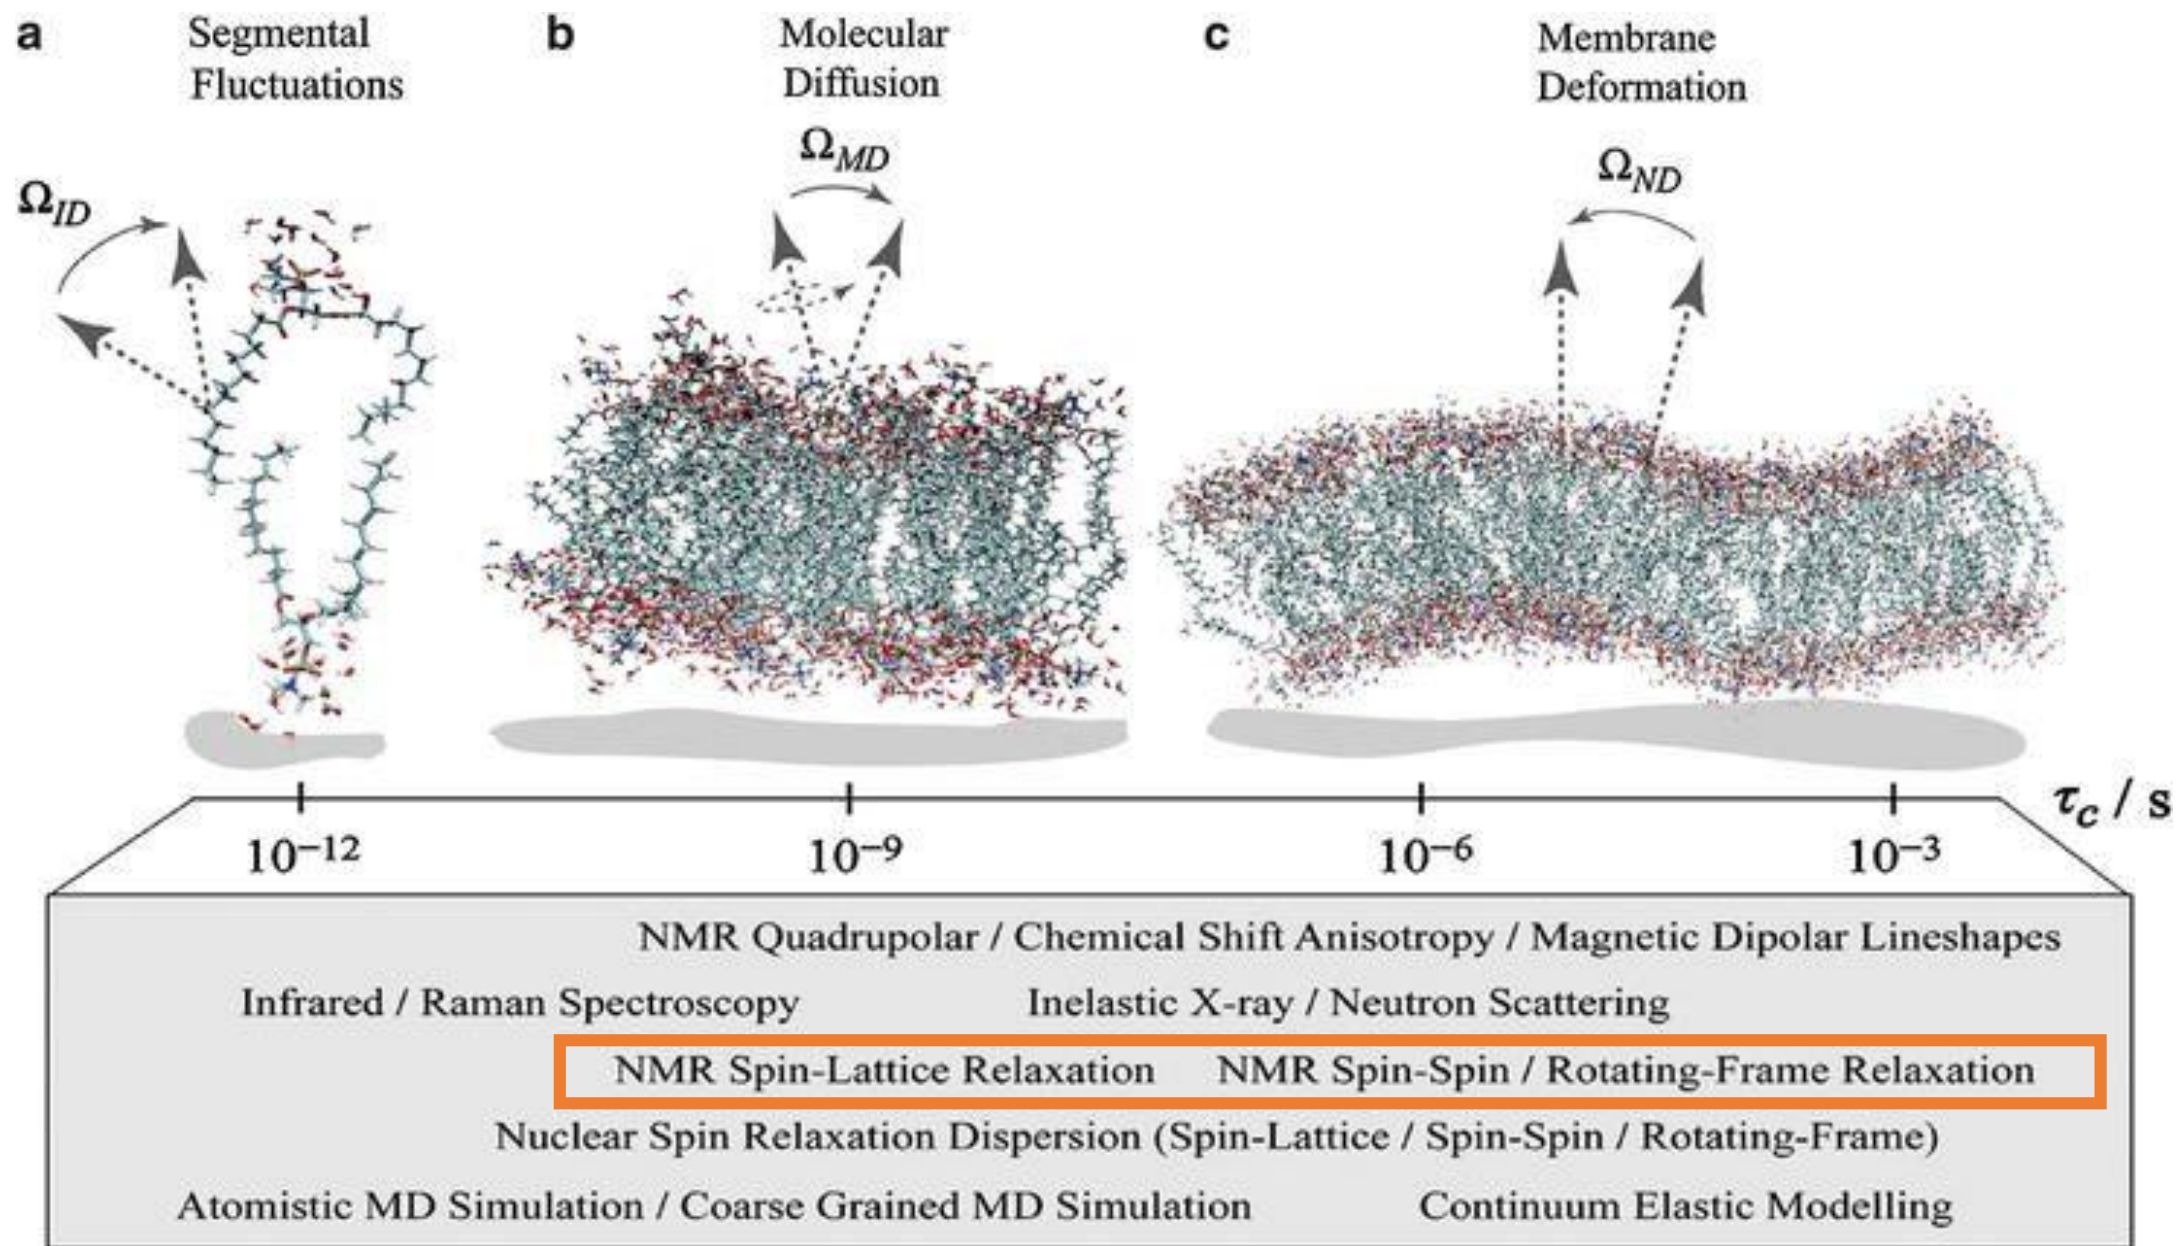 a
Segmental
Fluctuations
b
Molecular
Diffusion
c
Membrane
Deformation
Ω_ID
Ω_MD
Ω_ND
τ_c / s
10⁻¹²
10⁻⁹
10⁻⁶
10⁻³
NMR Quadrupolar / Chemical Shift Anisotropy / Magnetic Dipolar Lineshapes
Infrared / Raman Spectroscopy
Inelastic X-ray / Neutron Scattering
NMR Spin-Lattice Relaxation
NMR Spin-Spin / Rotating-Frame Relaxation
Nuclear Spin Relaxation Dispersion (Spin-Lattice / Spin-Spin / Rotating-Frame)
Atomistic MD Simulation / Coarse Grained MD Simulation
Continuum Elastic Modelling